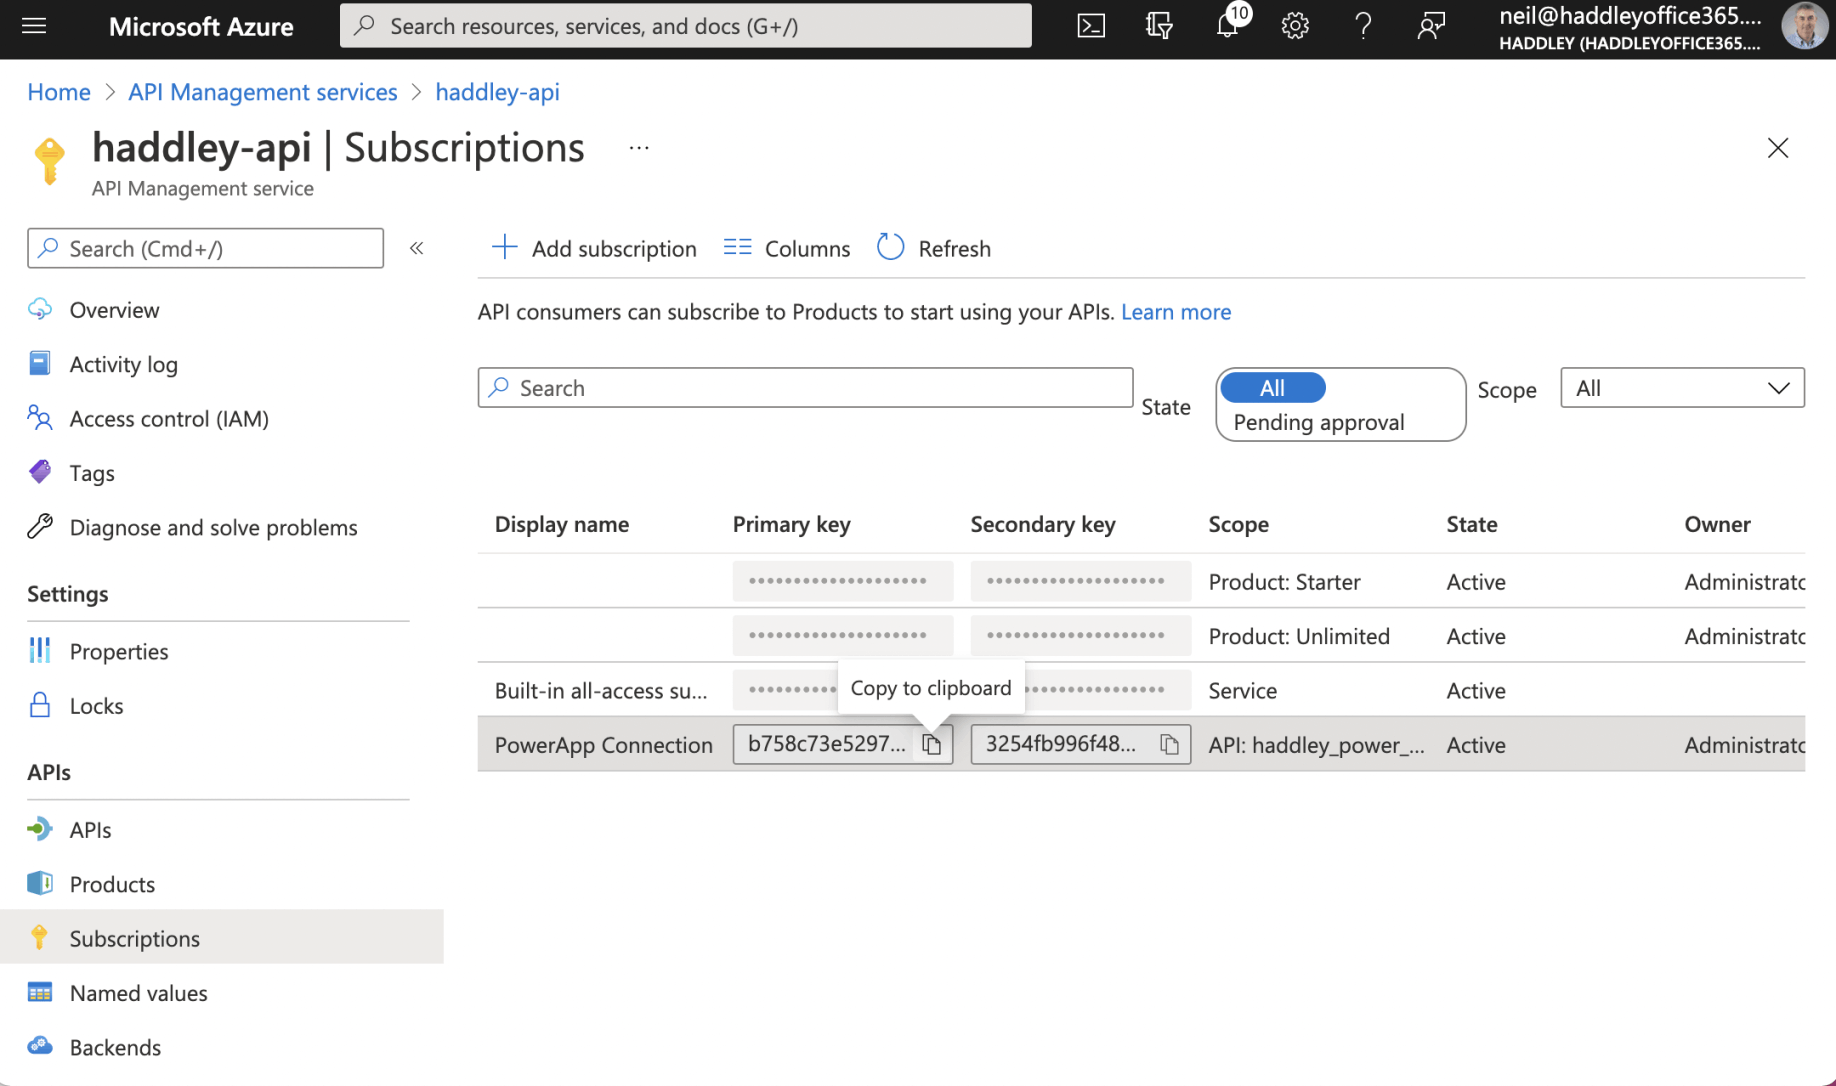 Microsoft Azure
Search resources, services, and docs (G+/)
10
neil@haddleyoffice365....
HADDLEY (HADDLEYOFFICE365....
Home > API Management services > haddley-api
haddley-api | Subscriptions ...
API Management service
Search (Cmd+/)
«
Overview
Activity log
Access control (IAM)
Tags
Diagnose and solve problems
Settings
Properties
Locks
APIs
APIs
Products
Subscriptions
Named values
Backends
Add subscription Columns Refresh
API consumers can subscribe to Products to start using your APIs. Learn more
Search
State
All
Pending approval
Scope
All
Display name Primary key Secondary key Scope State Owner
•••••••••••••••••••• •••••••••••••••••••• Product: Starter Active Administrato
•••••••••••••••••••• •••••••••••••••••••• Product: Unlimited Active Administrato
Built-in all-access su... Service Active
Copy to clipboard
PowerApp Connection b758c73e5297... 3254fb996f48... API: haddley_power_... Active Administrato